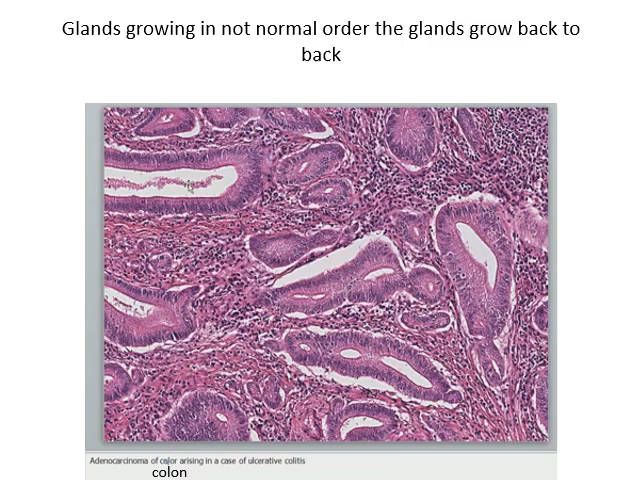 Glands growing in not normal order the glands grow back to
back
Adenocarcinoma of calor arising in a case of ulcerative colitis
colon